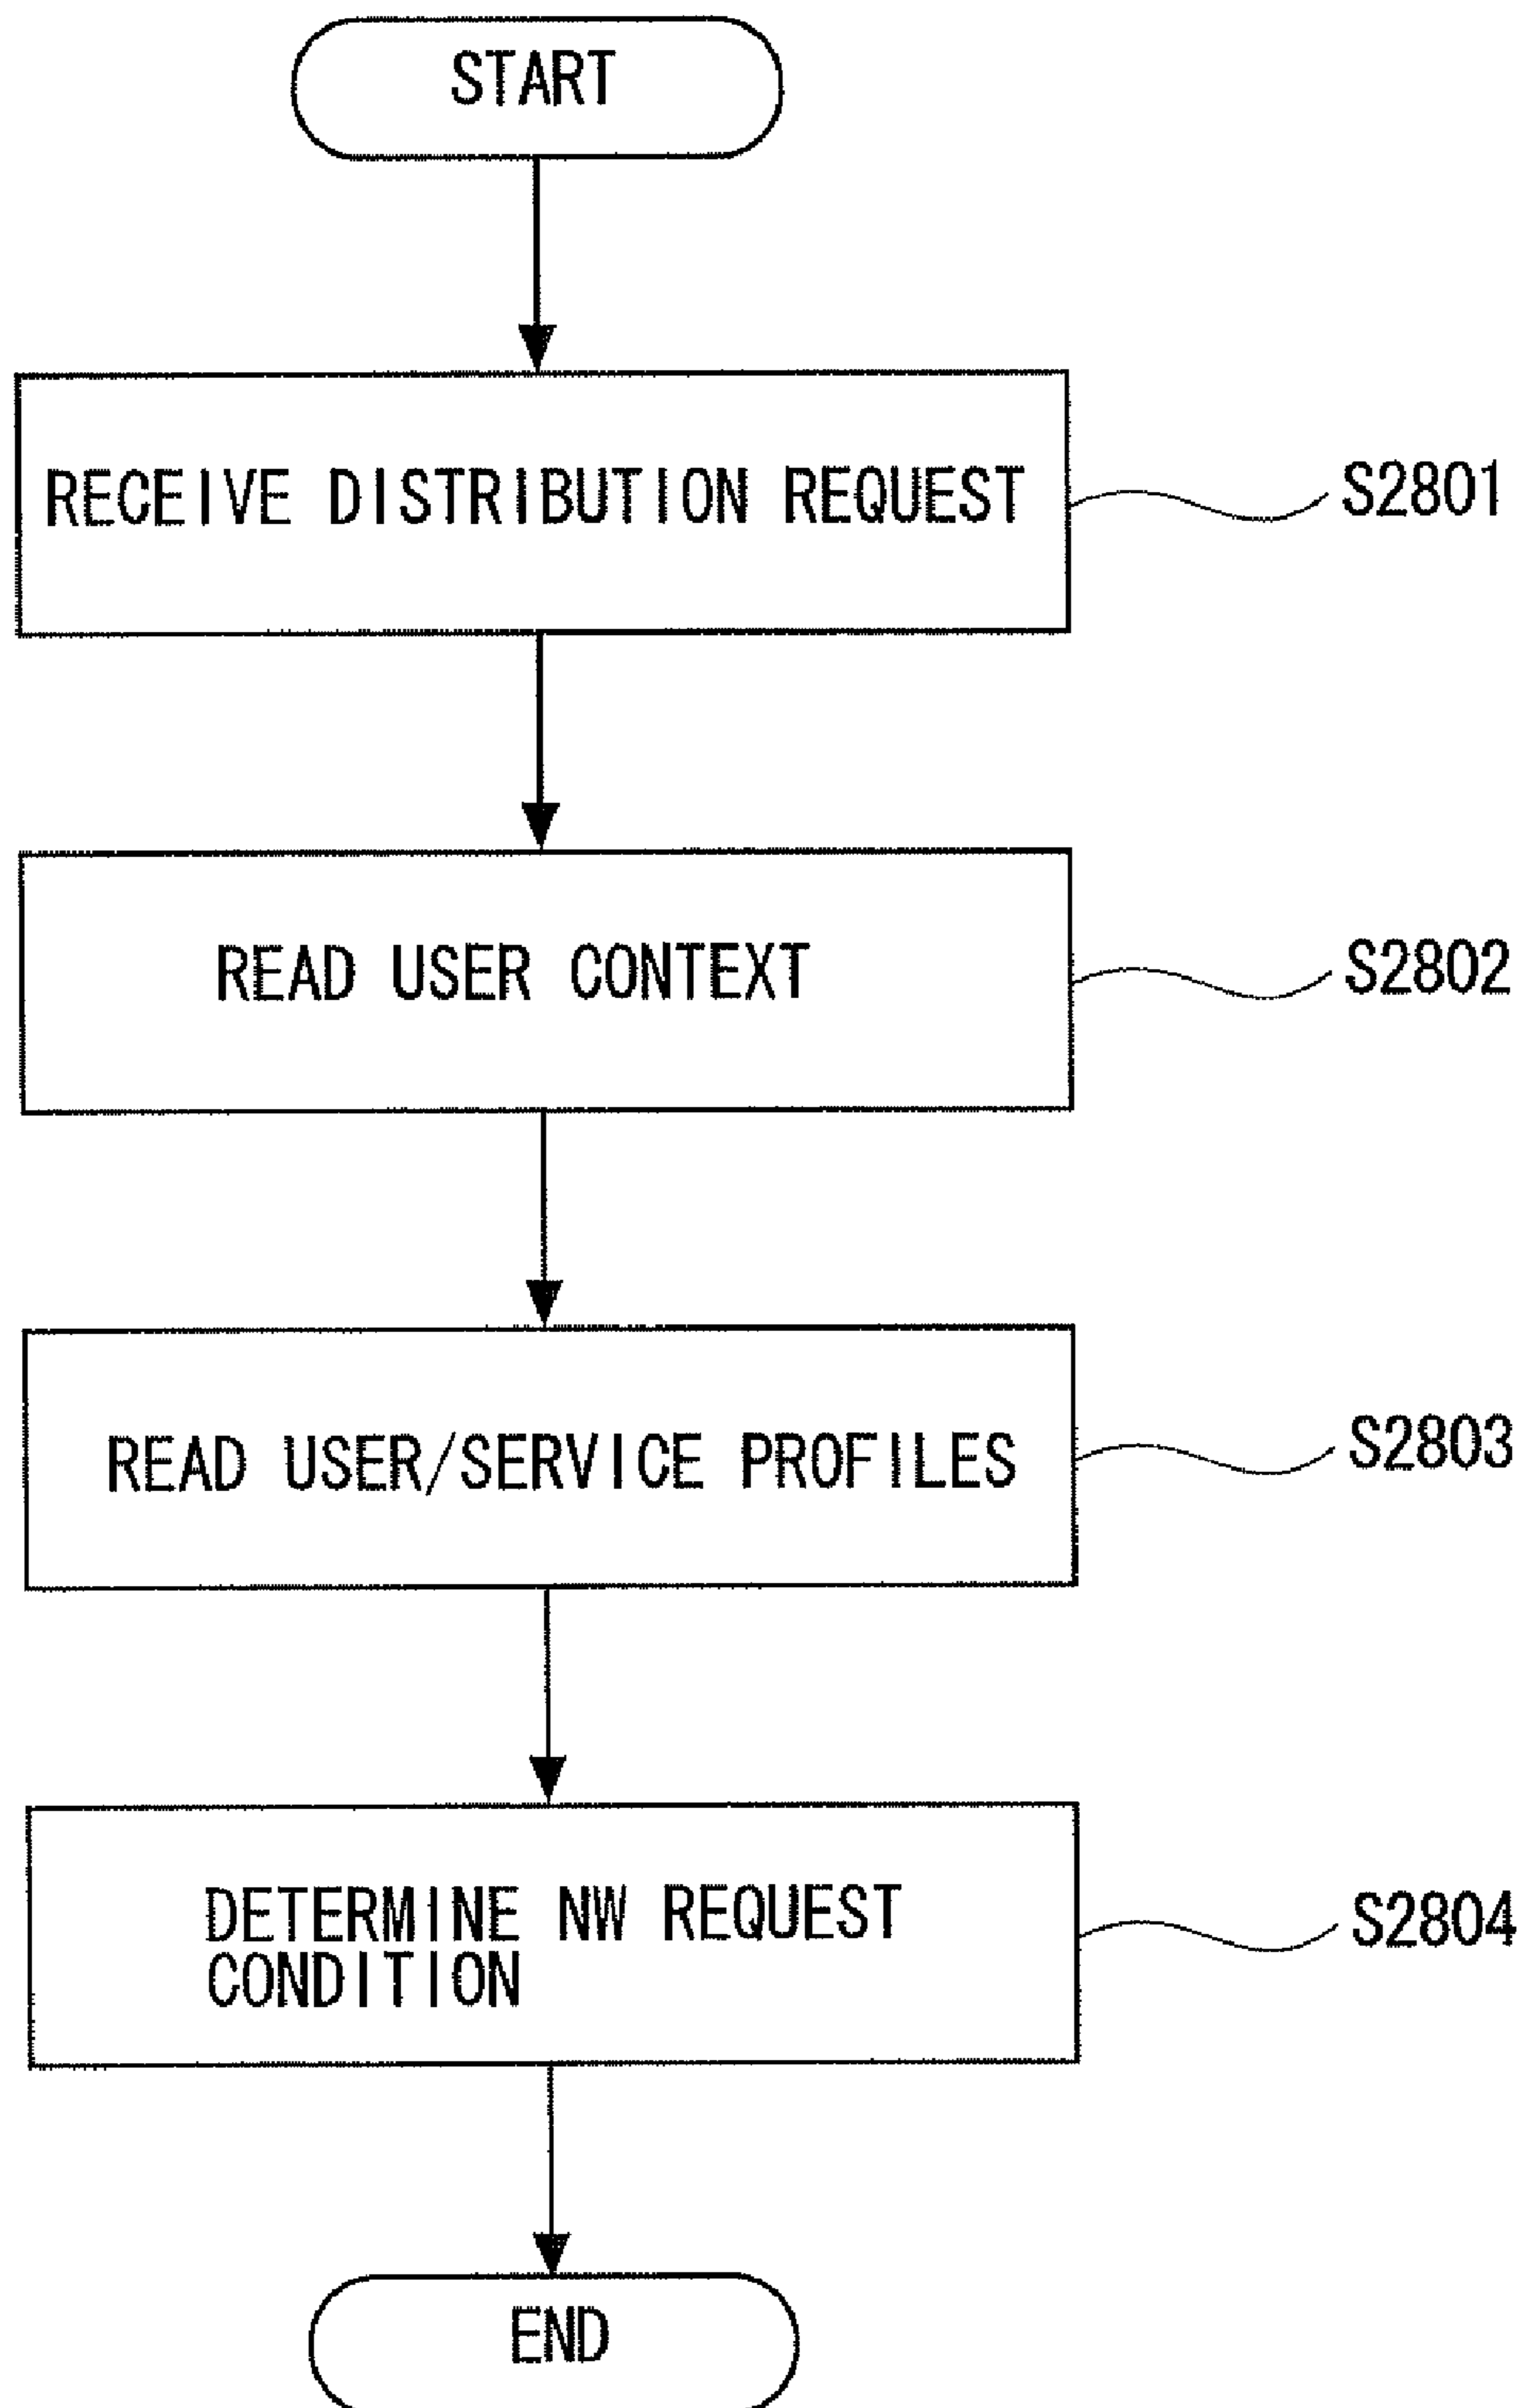 START
RECEIVE DISTRIBUTION REQUEST
S2801
READ USER CONTEXT
S2802
READ USER/SERVICE PROFILES
S2803
DETERMINE NW REQUEST
CONDITION
S2804
END